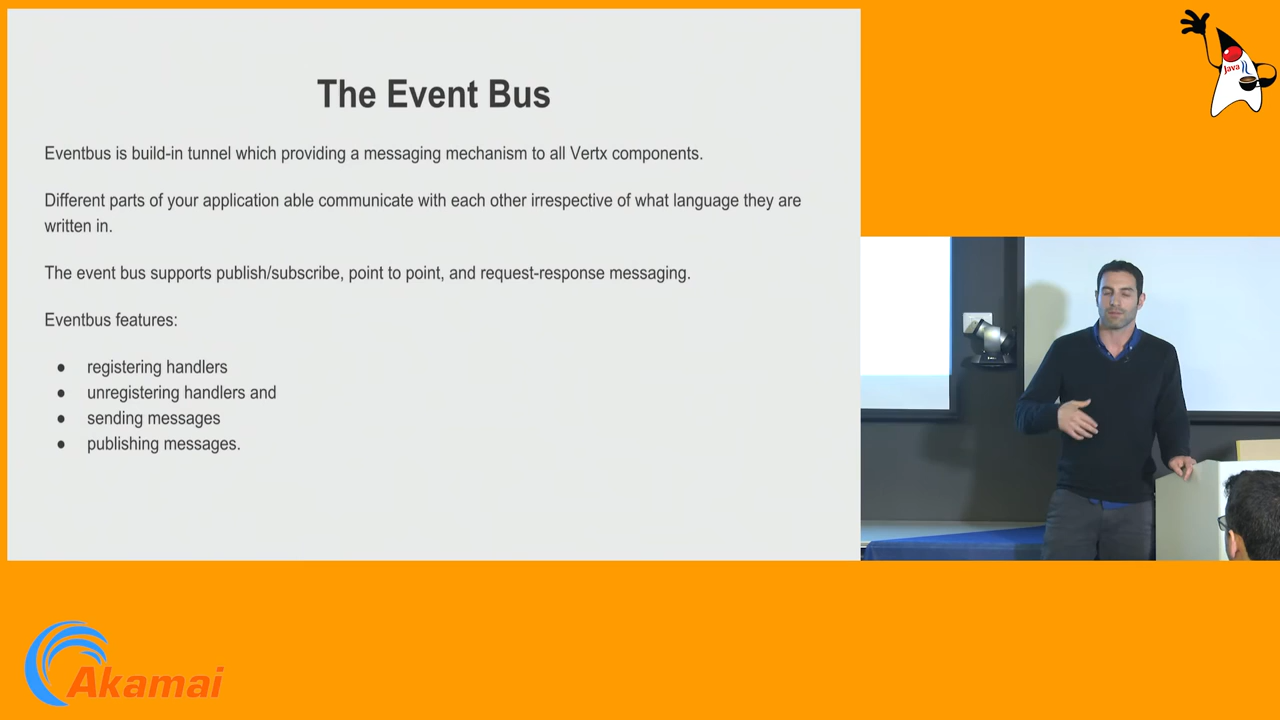 The Event Bus
Eventbus is build-in tunnel which providing a messaging mechanism to all Vertx components.
Different parts of your application able communicate with each other irrespective of what language they are
written in.
The event bus supports publish/subscribe, point to point, and request-response messaging.
Eventbus features:
● registering handlers
● unregistering handlers and
● sending messages
● publishing messages.
Java
Akamai